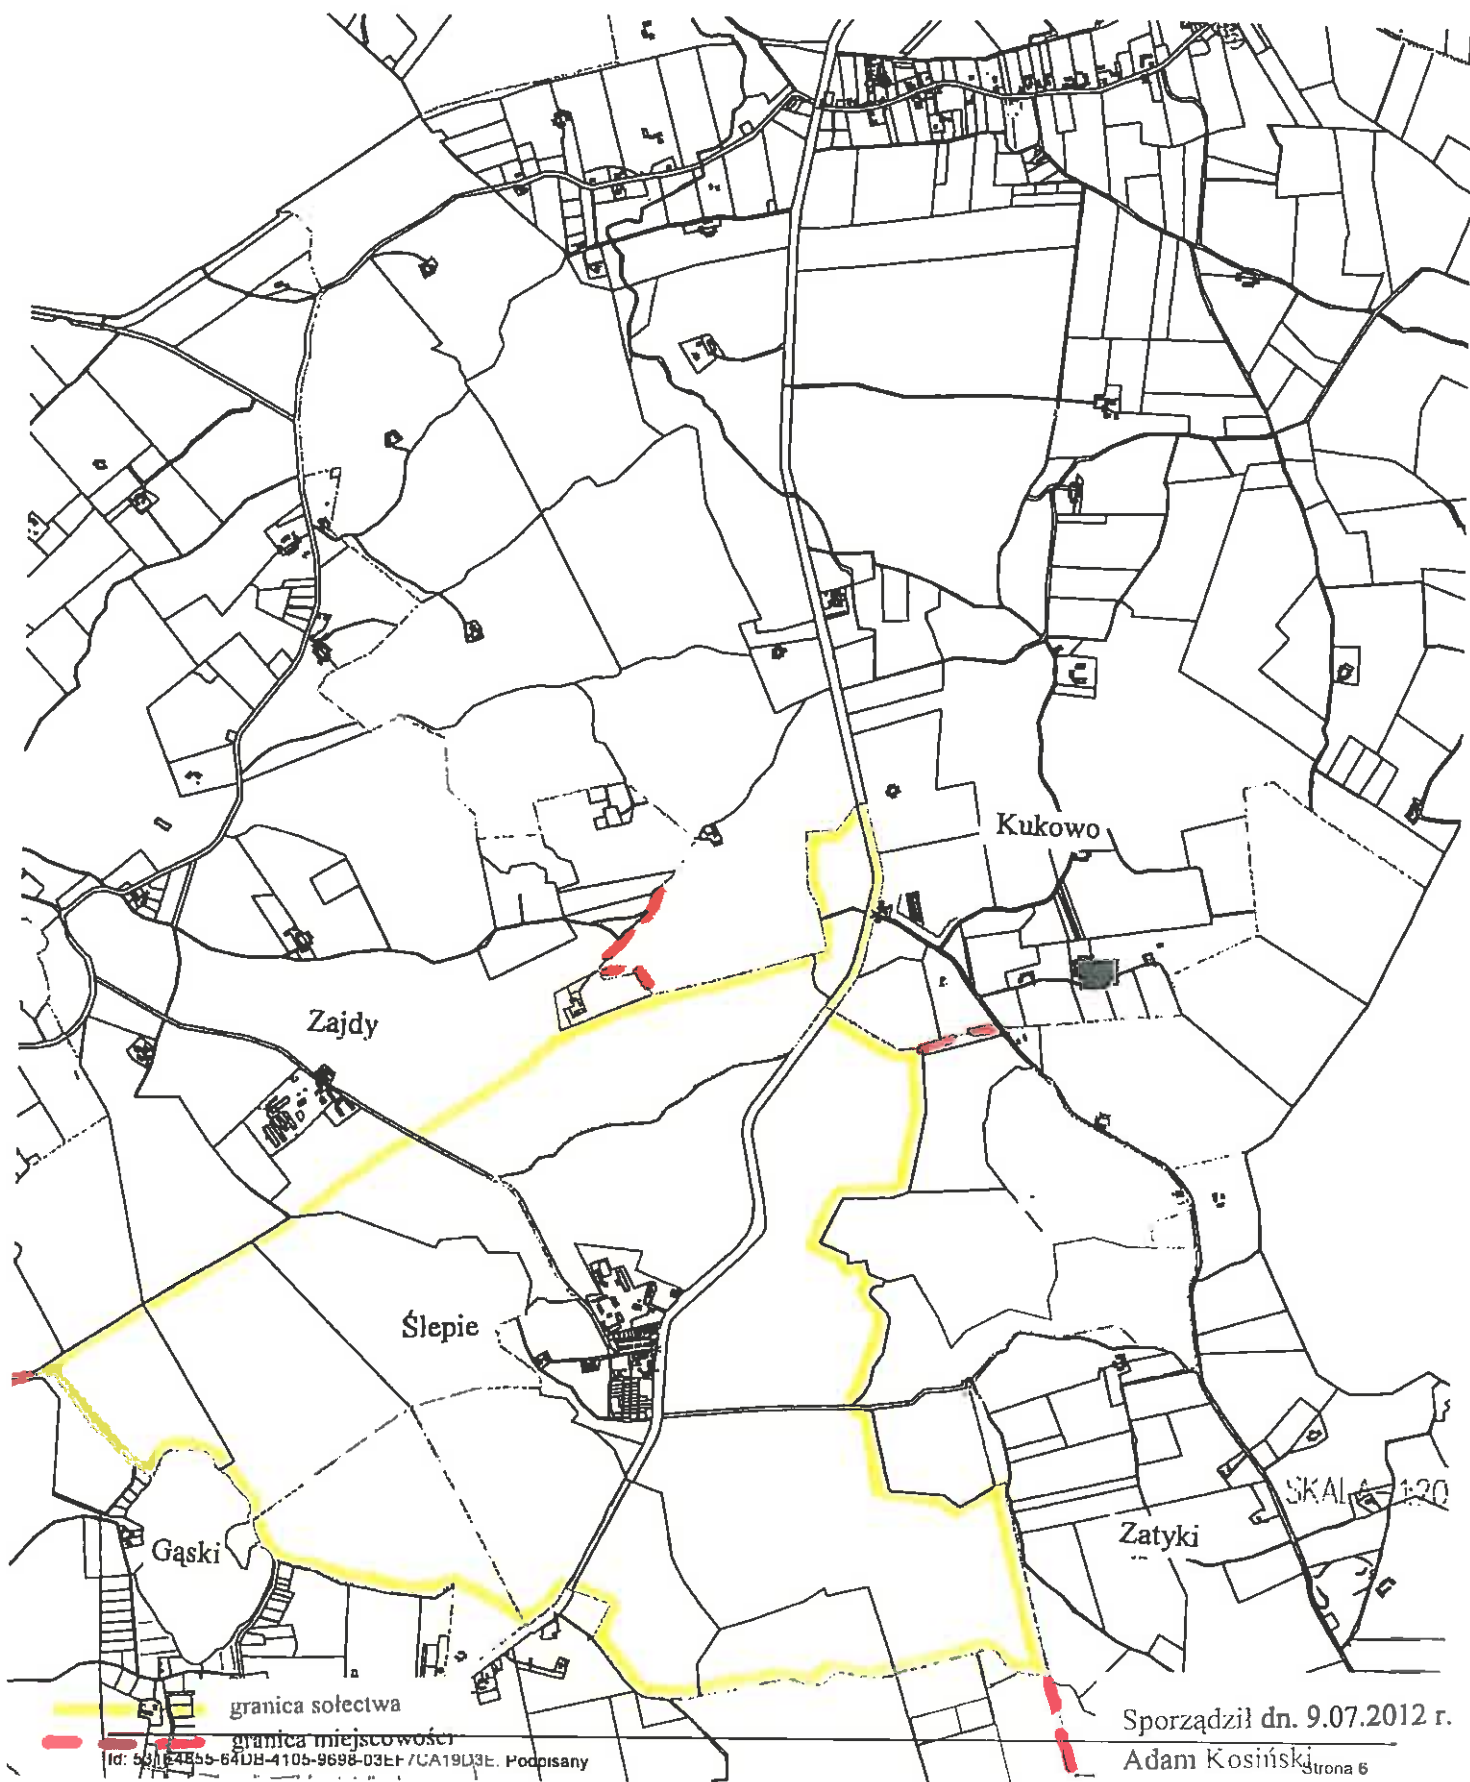 Kukowo
Zajdy
Ślepie
SKALA 1:20
Zatyki
Gąski
granica sołectwa
granica miejscowości
Sporządził dn. 9.07.2012 r.
Adam Kosiński
Podpisany
Strona 6